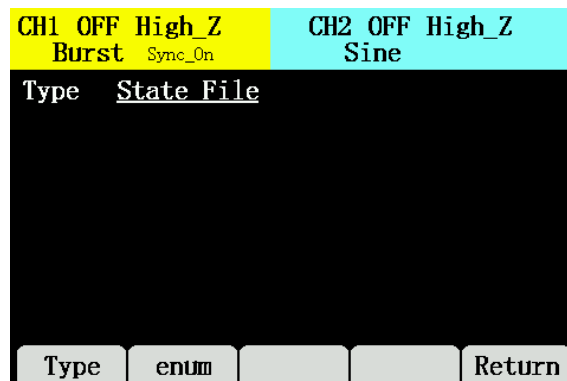 CH1 OFF High_Z
Burst Sync_On
CH2 OFF High_Z
Sine
Type State File
Type enum Return